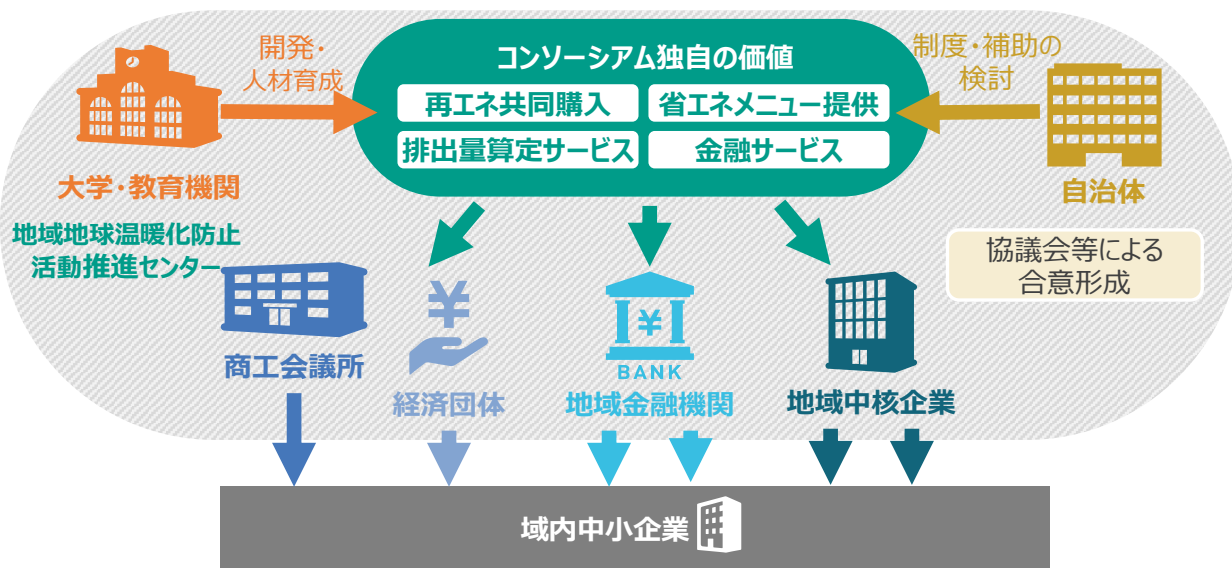 開発・
人材育成
コンソーシアム独自の価値
制度・補助の
検討
再エネ共同購入
省エネメニュー提供
排出量算定サービス
金融サービス
大学・教育機関
自治体
地域地球温暖化防止
活動推進センター
協議会等による
合意形成
¥
¥
BANK
商工会議所
経済団体
地域金融機関
地域中核企業
域内中小企業